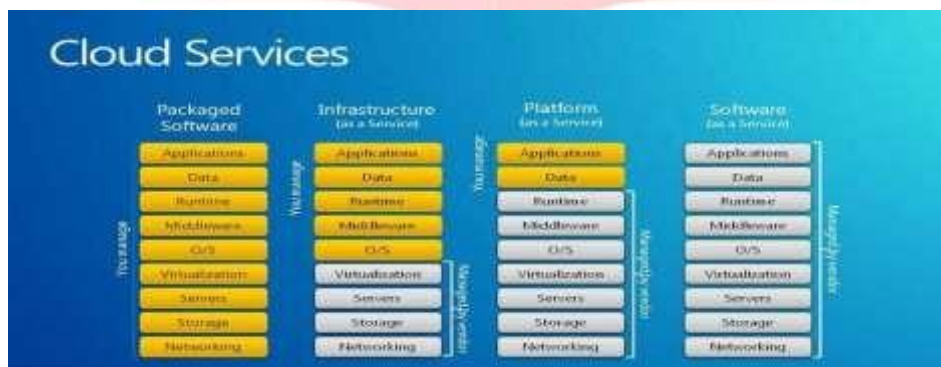 Cloud Services
Packaged
Software
Applications
Data
Runtime
Middleware
O/S
Virtualization
Servers
Storage
Networking
You manage
Infrastructure
(as a Service)
Applications
Data
Runtime
Middleware
O/S
Virtualization
Servers
Storage
Networking
You manage
Managed by vendor
Platform
(as a Service)
Applications
Data
Runtime
Middleware
O/S
Virtualization
Servers
Storage
Networking
You manage
Managed by vendor
Software
(as a Service)
Applications
Data
Runtime
Middleware
O/S
Virtualization
Servers
Storage
Networking
Managed by vendor